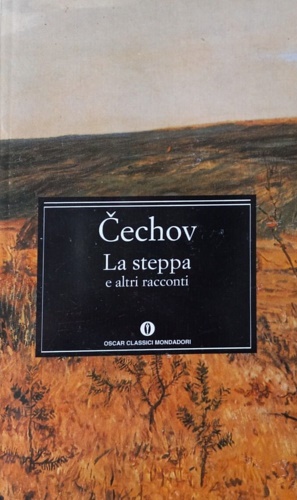 Čechov
La steppa
e altri racconti
OSCAR CLASSICI MONDADORI